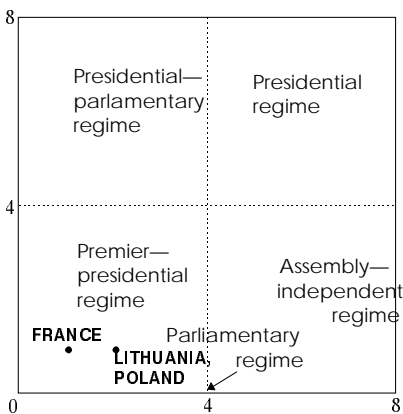 8
Presidential—
parlamentary
regime
Presidential
regime
4
Premier—
presidential
regime
Assembly—
independent
regime
FRANCE
Parliamentary
regime
LITHUANIA,
POLAND
0
4
8